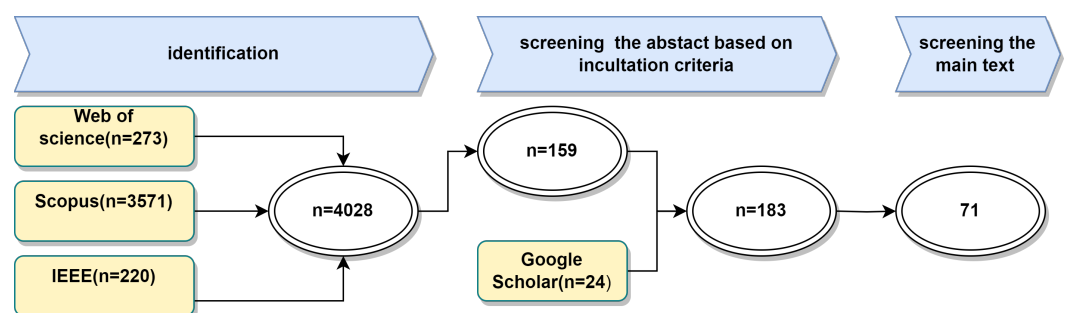 identification
screening the abstact based on
incultation criteria
screening the
main text
Web of
science(n=273)
Scopus(n=3571)
IEEE(n=220)
n=4028
n=159
Google
Scholar(n=24)
n=183
71